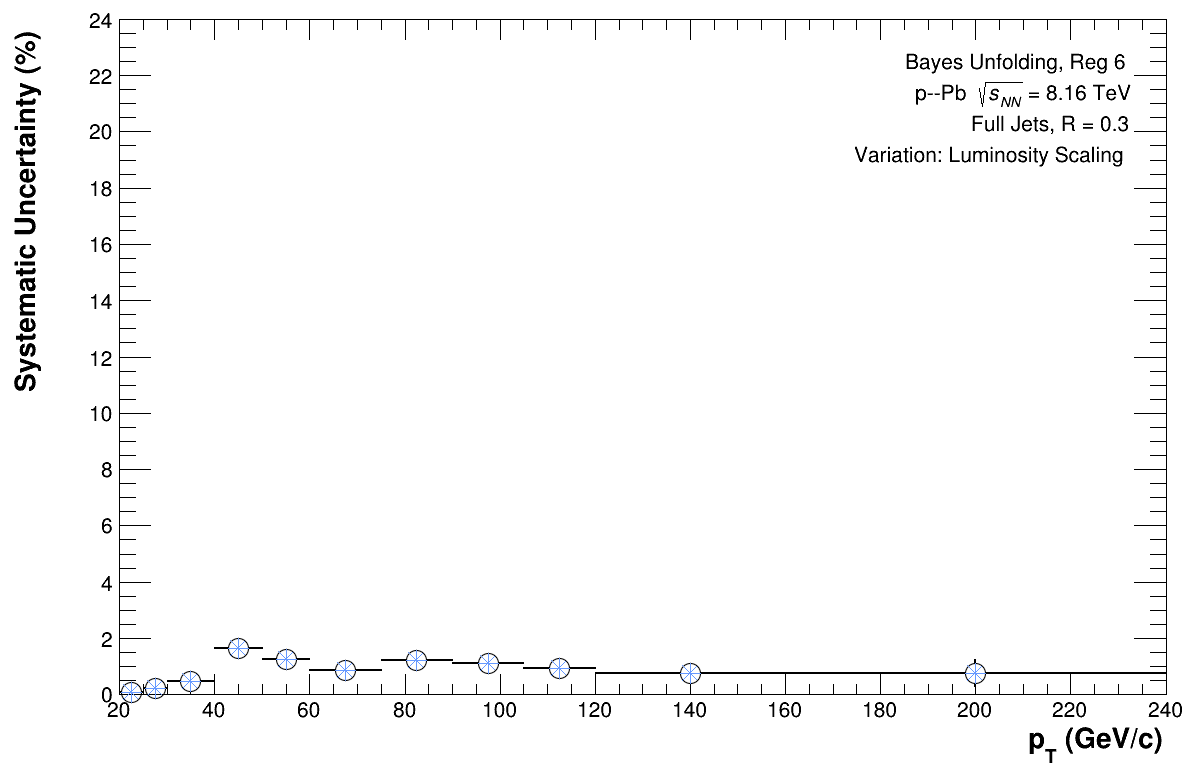 Systematic Uncertainty (%)
24
22
20
18
16
14
12
10
8
6
4
2
0
Bayes Unfolding, Reg 6
p--Pb √s_NN = 8.16 TeV
Full Jets, R = 0.3
Variation: Luminosity Scaling
20 40 60 80 100 120 140 160 180 200 220 240
p_T (GeV/c)